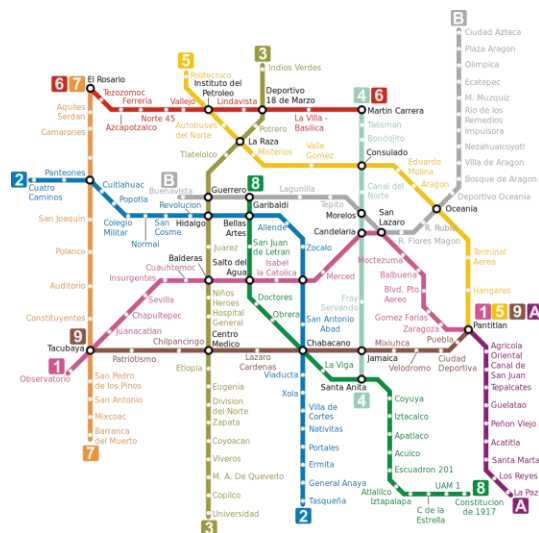 B
Ciudad Azteca
Plaza Aragon
Olimpica
Ecatepec
M. Muzquiz
Rio de los
Remedios
Impulsora
Nezahualcoyotl
Villa de Aragon
Bosque de Aragon
Deportivo Oceania
Oceania
R. Rubio
R. Flores Magon
San
Lazaro
Morelos
Tepito
Lagunilla
Garibaldi
Guerrero
Buenavista
B
6 7
El Rosario
Tezozomoc
Azcapotzalco
Ferreria
Norte 45
Vallejo
Instituto del
Petroleo
Lindavista
Deportivo
18 de Marzo
La Villa -
Basilica
Martin Carrera
4 6
5
Politecnico
Autobuses
del Norte
La Raza
Misterios
Valle
Gomez
Consulado
Eduardo
Molina
Aragon
Terminal
Aerea
Hangares
Pantitlan
1 5 9 A
3
Indios Verdes
Potrero
Tlatelolco
Hidalgo
Juarez
Balderas
Niños
Heroes
Hospital
General
Centro
Medico
Etiopia
Eugenia
Division
del Norte
Zapata
Coyoacan
Viveros
M. A. De Quevedo
Copilco
Universidad
3
Talisman
Bondojito
Canal del
Norte
Candelaria
Fray
Servando
Jamaica
Santa Anita
4
2
Cuatro
Caminos
Panteones
Cuitlahuac
Popotla
Colegio
Militar
Normal
San
Cosme
Revolucion
Bellas
Artes
Allende
Zocalo
San Antonio
Abad
Chabacano
Viaducta
Xola
Villa de
Cortes
Nativitas
Portales
Ermita
General Anaya
Tasqueña
2
8
San Juan
de Letran
Salto del
Agua
Doctores
Obrera
La Viga
Coyuya
Iztacalco
Apatlaco
Aculco
Escuadron 201
Atlalilco
Iztapalapa
C de la
Estrella
UAM 1
Constitucion
de 1917
8
Aquiles
Serdan
Camarones
San Joaquin
Polanco
Auditorio
Constituyentes
Tacubaya
9
San Pedro
de los Pinos
San Antonio
Mixcoac
Barranca
del Muerto
7
1
Observatorio
Juanacatlan
Chapultepec
Sevilla
Insurgentes
Cuauhtemoc
Isabel
la Catolica
Merced
Moctezuma
Balbuena
Blvd. Pto.
Aereo
Gomez Farias
Zaragoza
Patriotismo
Chilpancingo
Lazaro
Cardenas
Mixiuhca
Velodromo
Ciudad
Deportiva
Puebla
Agricola
Oriental
Canal de
San Juan
Tepalcates
Guelatao
Peñon Viejo
Acatitla
Santa Marta
Los Reyes
La Paz
A